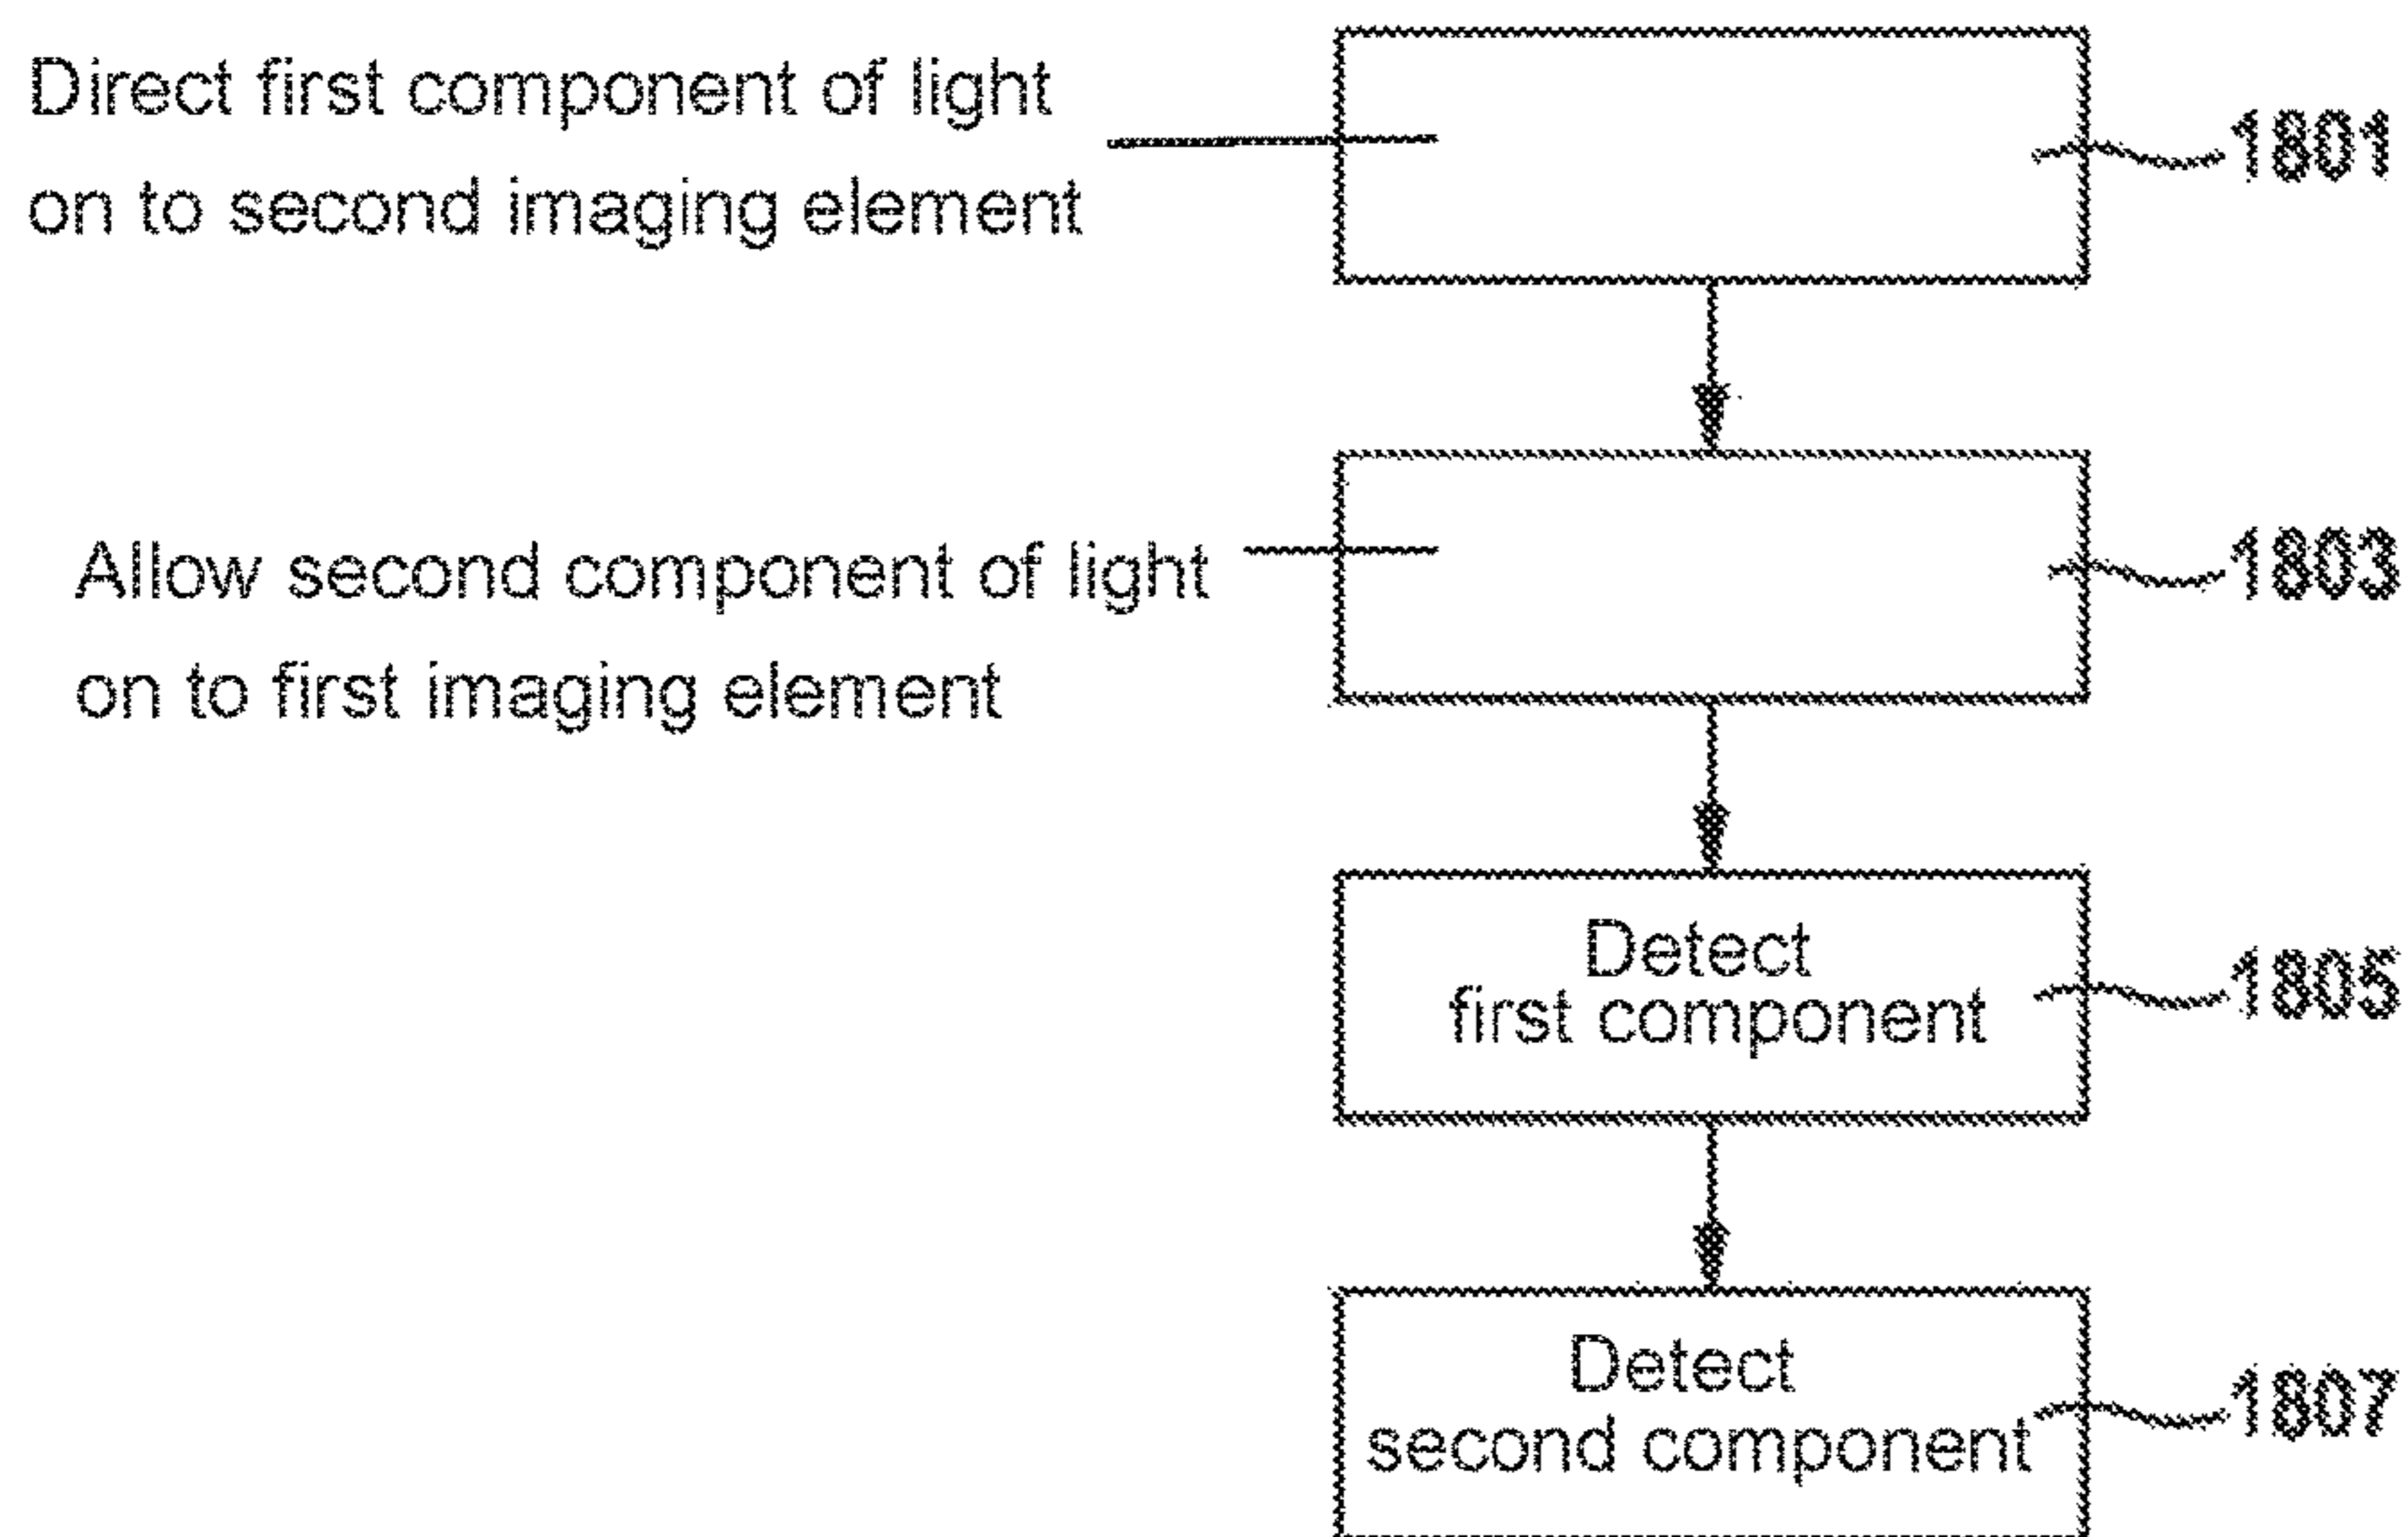 Direct first component of light
on to second imaging element
1801
Allow second component of light
on to first imaging element
1803
Detect
first component
1805
Detect
second component
1807